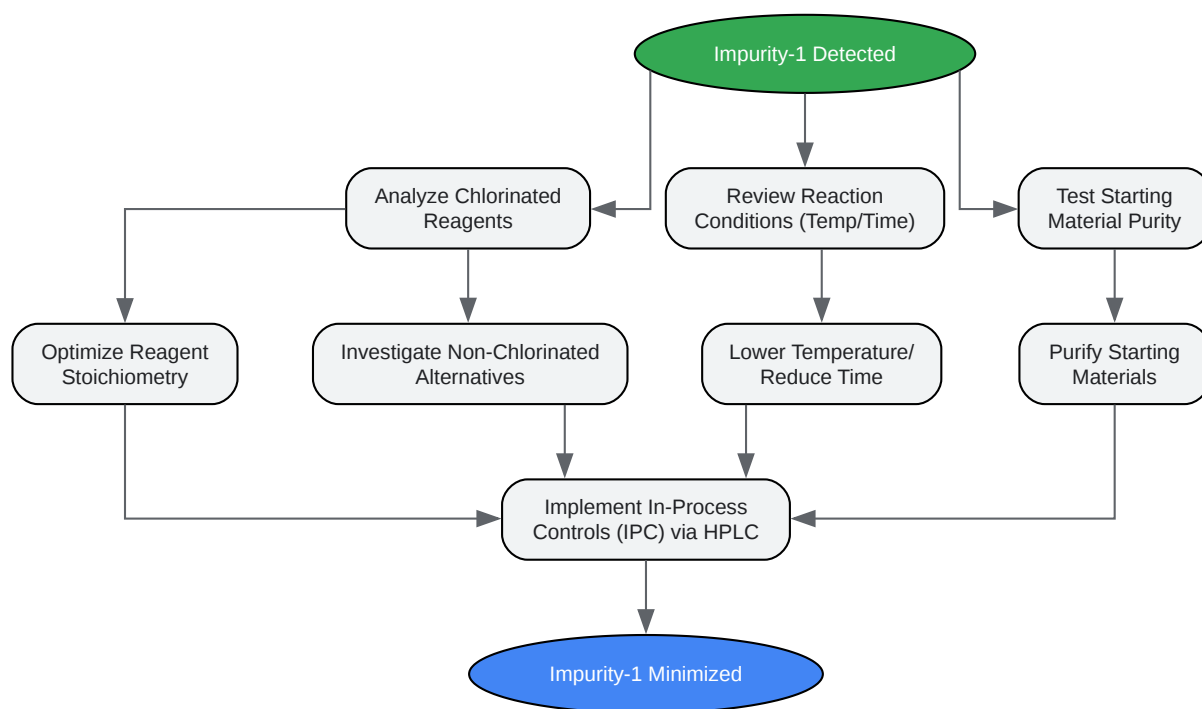 Impurity-1 Detected
Analyze Chlorinated
Reagents
Review Reaction
Conditions (Temp/Time)
Test Starting
Material Purity
Optimize Reagent
Stoichiometry
Investigate Non-Chlorinated
Alternatives
Lower Temperature/
Reduce Time
Purify Starting
Materials
Implement In-Process
Controls (IPC) via HPLC
Impurity-1 Minimized